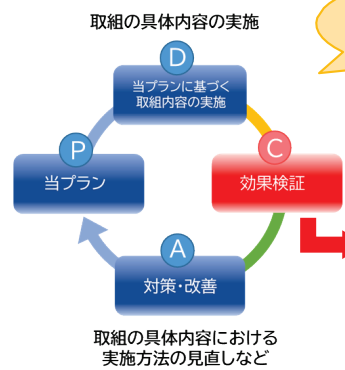 取組の具体内容の実施
D
当プランに基づく
取組内容の実施
P
当プラン
C
効果検証
A
対策・改善
取組の具体内容における
実施方法の見直しなど